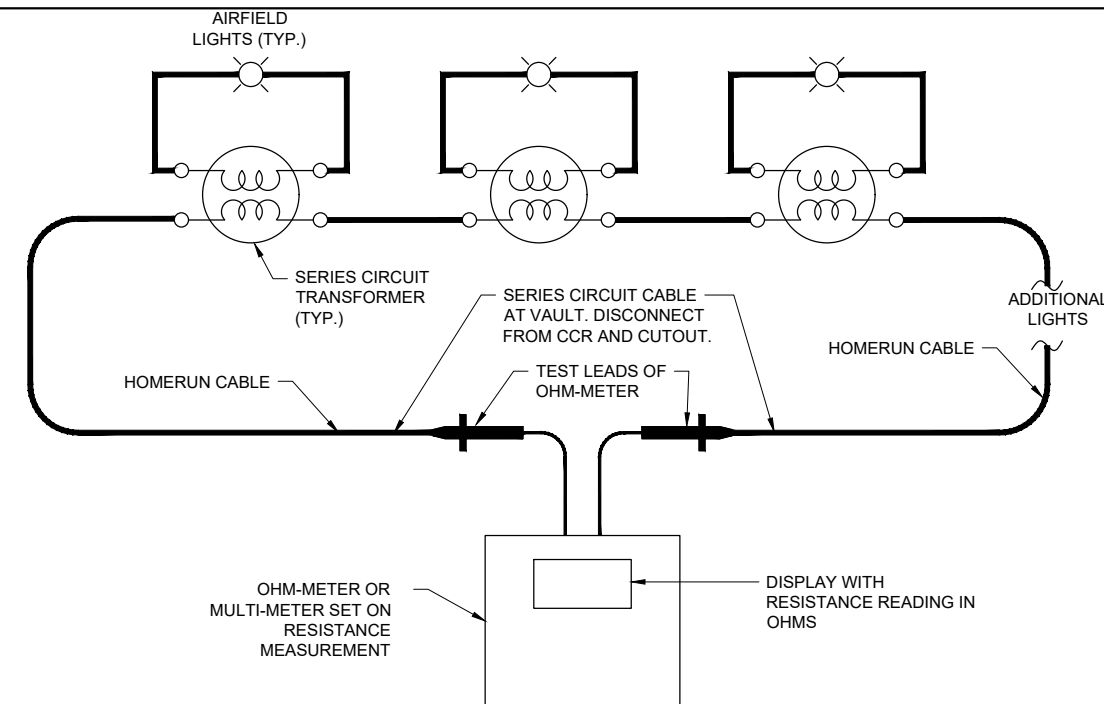 AIRFIELD
LIGHTS (TYP.)
SERIES CIRCUIT
TRANSFORMER
(TYP.)
SERIES CIRCUIT CABLE
AT VAULT. DISCONNECT
FROM CCR AND CUTOUT.
ADDITIONAL
LIGHTS
HOMERUN CABLE
TEST LEADS OF
OHM-METER
HOMERUN CABLE
OHM-METER OR
MULTI-METER SET ON
RESISTANCE
MEASUREMENT
DISPLAY WITH
RESISTANCE READING IN
OHMS